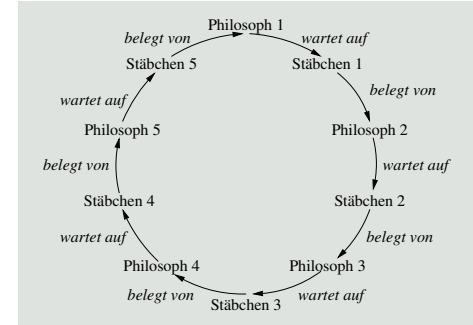 Philosoph 1
belegt von
wartet auf
Stäbchen 5
Stäbchen 1
belegt von
wartet auf
Philosoph 5
Philosoph 2
belegt von
wartet auf
Stäbchen 4
Stäbchen 2
wartet auf
belegt von
Philosoph 4
Philosoph 3
belegt von
wartet auf
Stäbchen 3